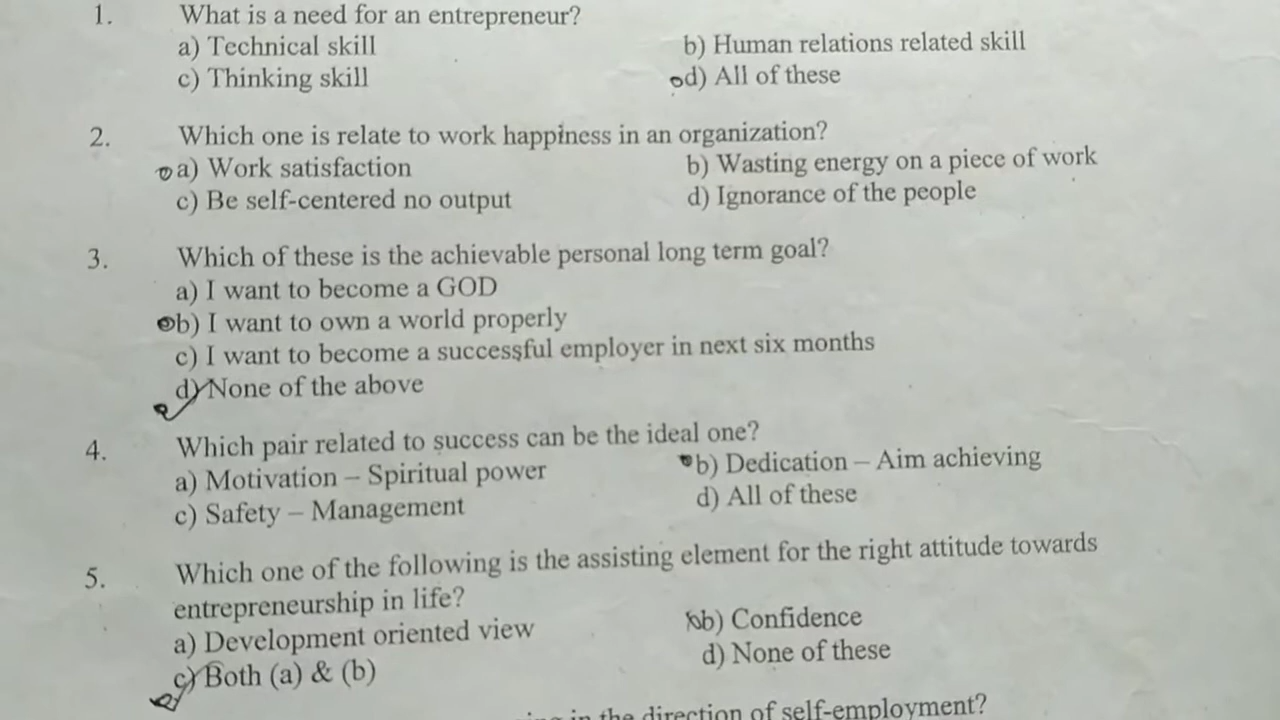 1. What is a need for an entrepreneur?
a) Technical skill b) Human relations related skill
c) Thinking skill d) All of these
2. Which one is relate to work happiness in an organization?
a) Work satisfaction b) Wasting energy on a piece of work
c) Be self-centered no output d) Ignorance of the people
3. Which of these is the achievable personal long term goal?
a) I want to become a GOD
b) I want to own a world properly
c) I want to become a successful employer in next six months
d) None of the above
4. Which pair related to success can be the ideal one?
a) Motivation – Spiritual power b) Dedication – Aim achieving
c) Safety – Management d) All of these
5. Which one of the following is the assisting element for the right attitude towards
entrepreneurship in life?
a) Development oriented view b) Confidence
c) Both (a) & (b) d) None of these
in the direction of self-employment?